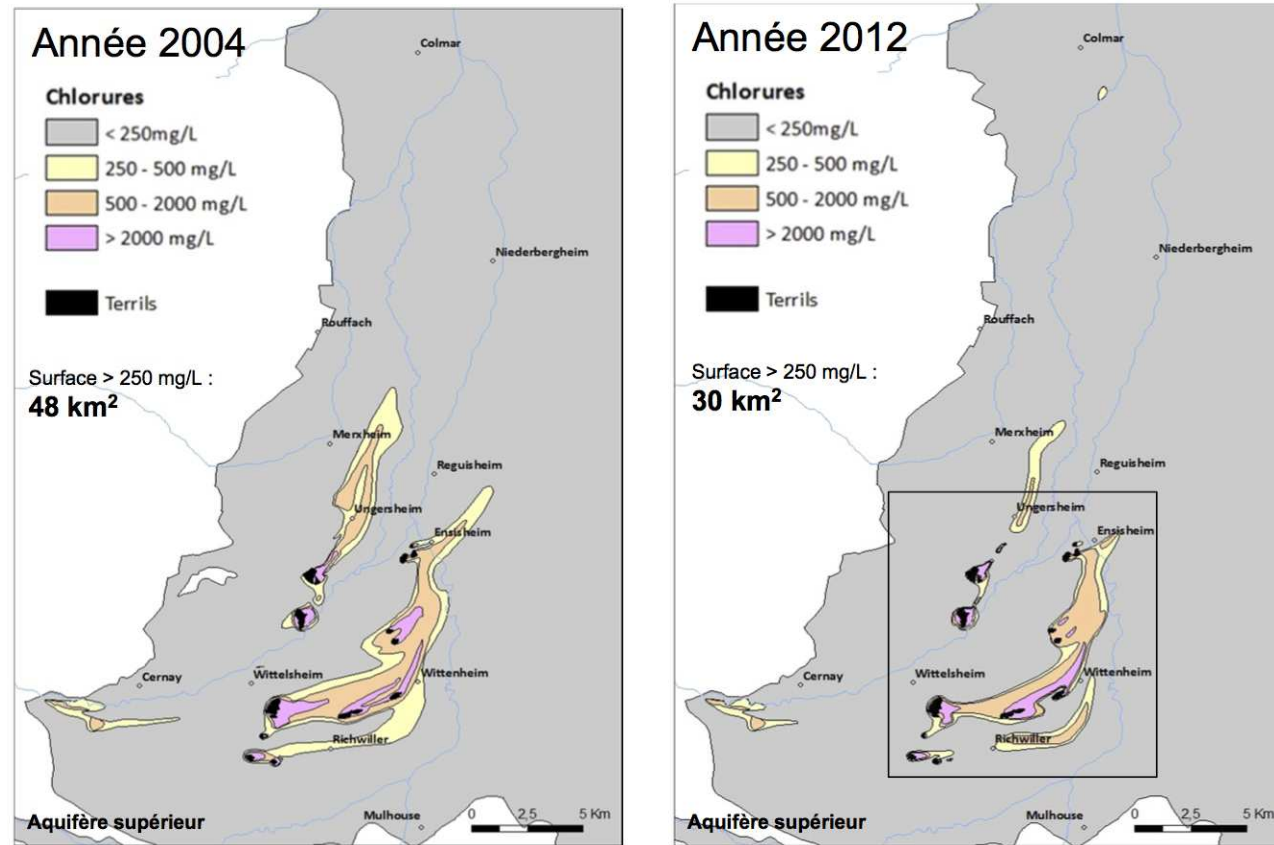 Année 2004
Colmar
Chlorures
< 250mg/L
250 - 500 mg/L
500 - 2000 mg/L
> 2000 mg/L
Niederbergheim
Terrils
Rouffach
Surface > 250 mg/L :
48 km²
Merxheim
Reguisheim
Ungersheim
Ensisheim
Cernay
Wittelsheim
Wittenheim
Richwiller
Mulhouse
0 2,5 5 Km
Aquifère supérieur
Année 2012
Colmar
Chlorures
< 250mg/L
250 - 500 mg/L
500 - 2000 mg/L
> 2000 mg/L
Niederbergheim
Terrils
Rouffach
Surface > 250 mg/L :
30 km²
Merxheim
Reguisheim
Ungersheim
Ensisheim
Cernay
Wittelsheim
Wittenheim
Richwiller
Mulhouse
0 2,5 5 Km
Aquifère supérieur